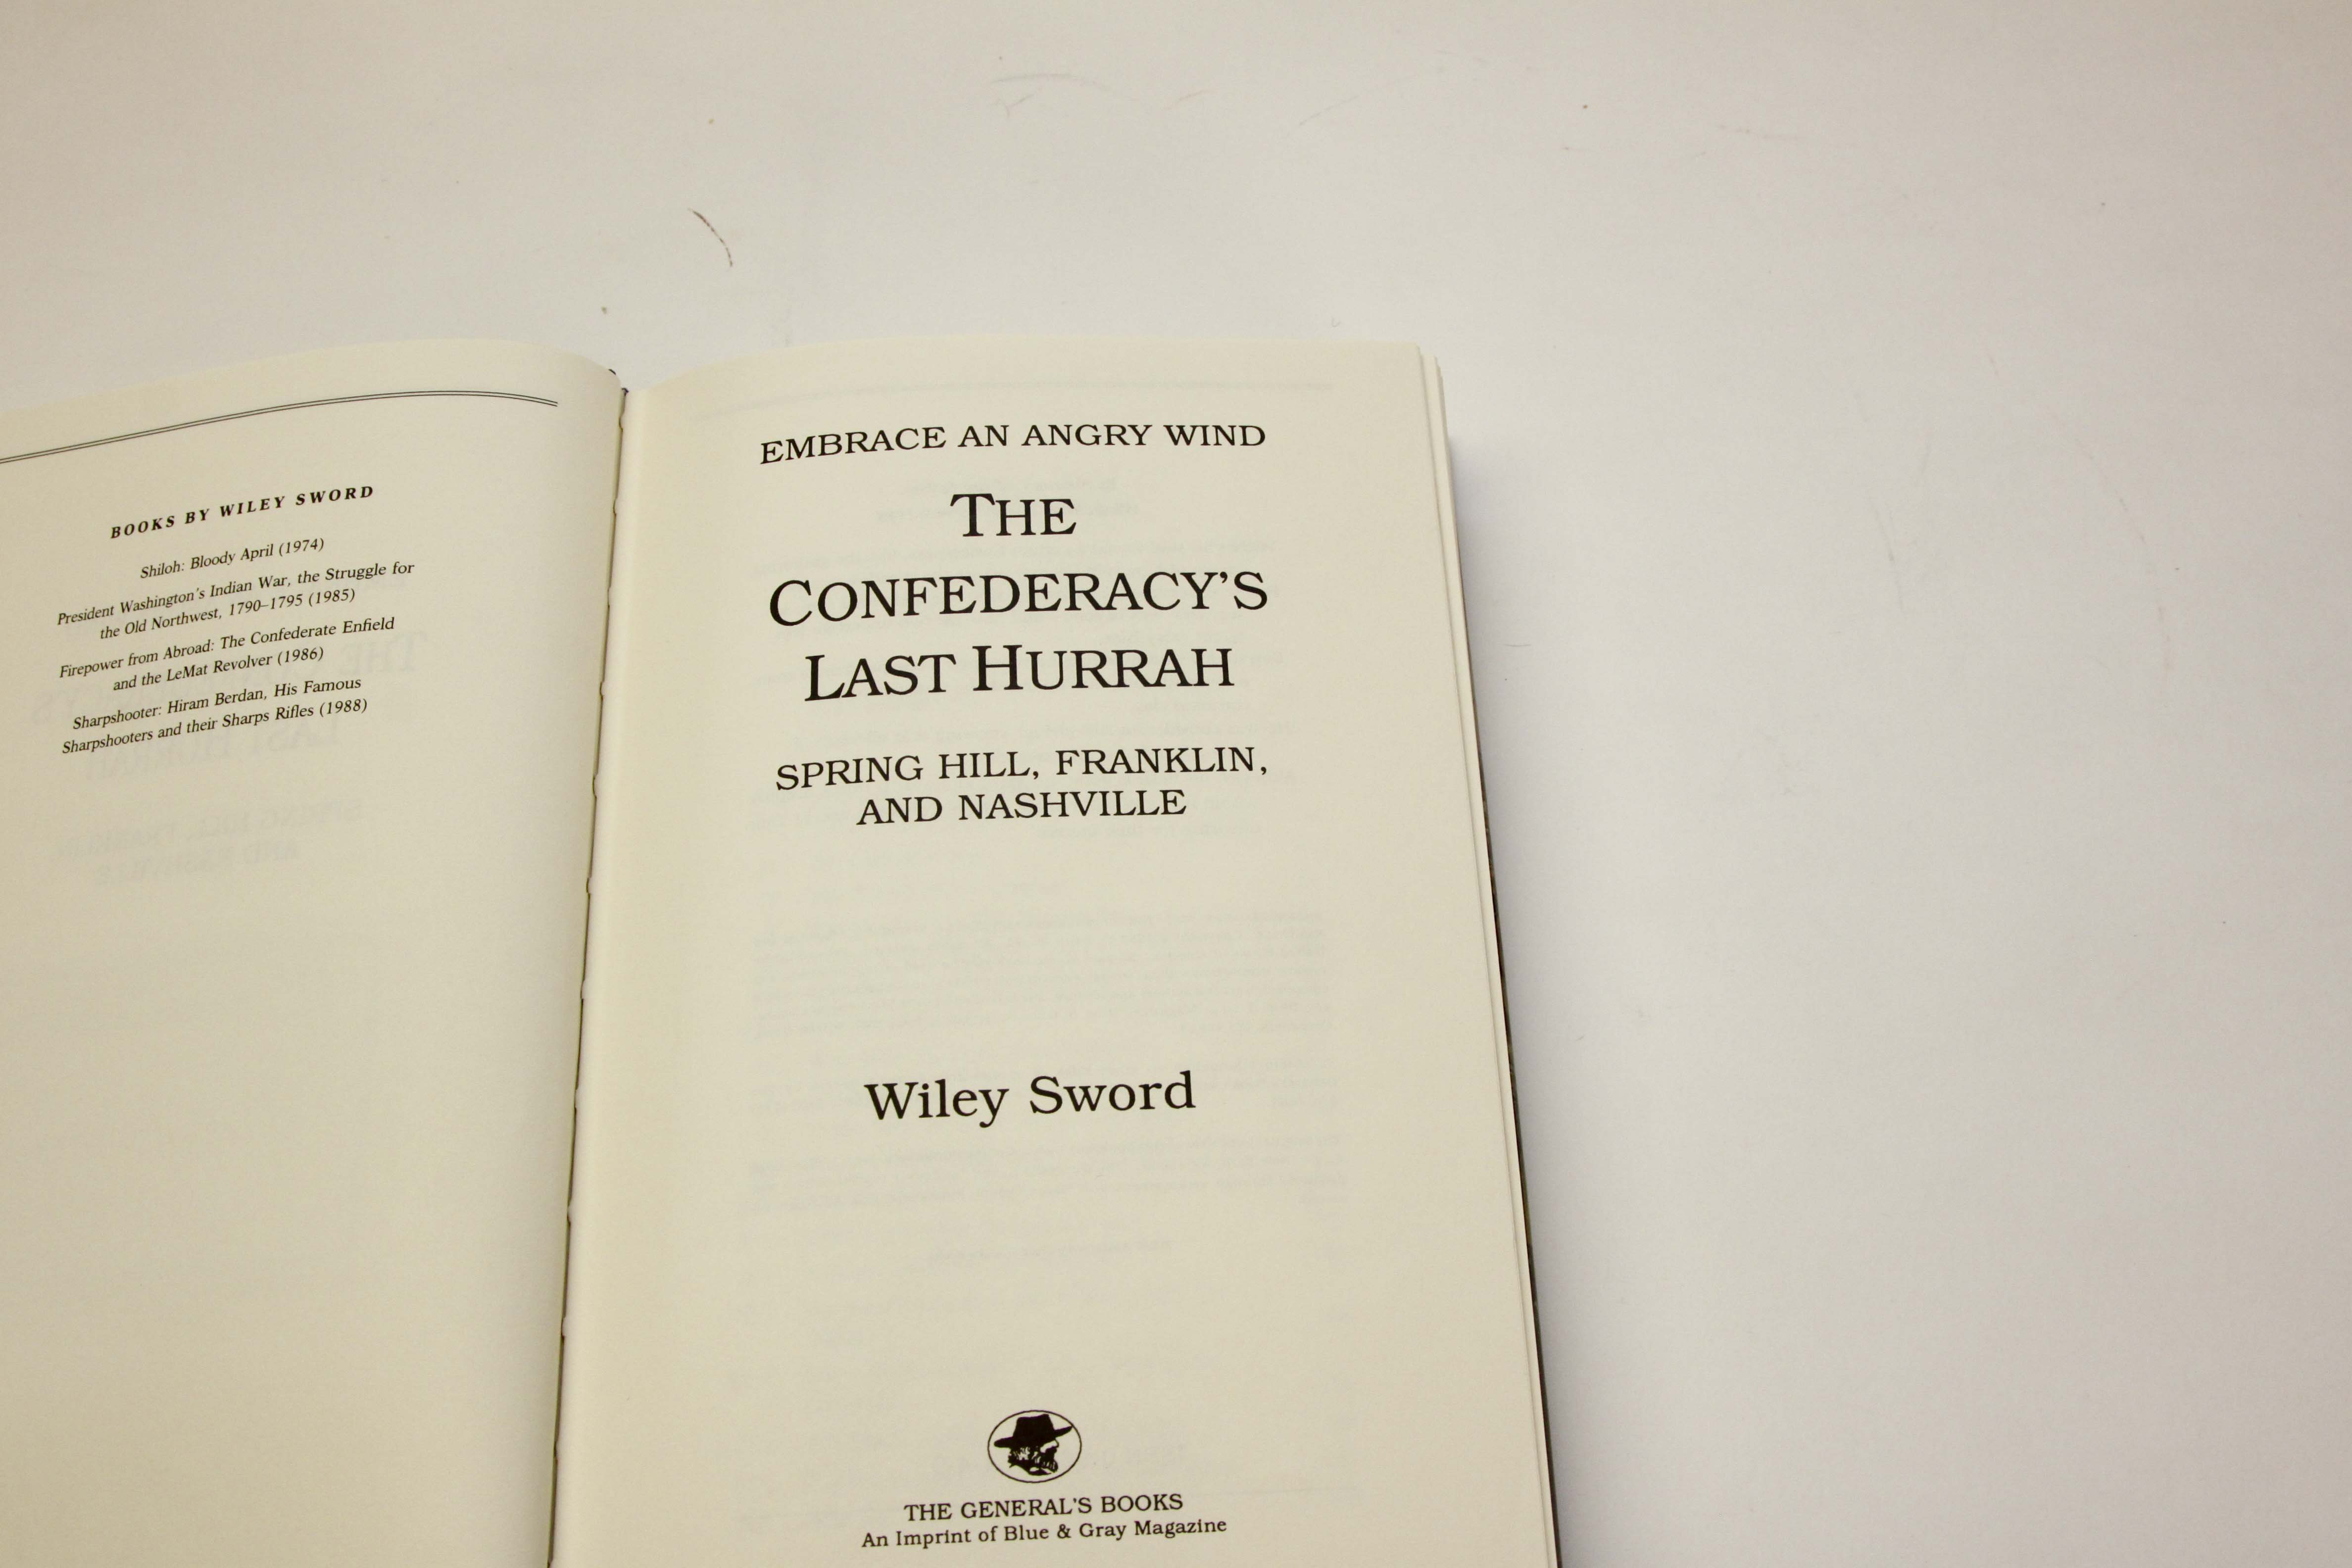 BOOKS BY WILEY SWORD
Shiloh: Bloody April (1974)
President Washington's Indian War, the Struggle for
the Old Northwest, 1790–1795 (1985)
Firepower from Abroad: The Confederate Enfield
and the LeMat Revolver (1986)
Sharpshooter: Hiram Berdan, His Famous
Sharpshooters and their Sharps Rifles (1988)
EMBRACE AN ANGRY WIND
THE
CONFEDERACY'S
LAST HURRAH
SPRING HILL, FRANKLIN,
AND NASHVILLE
Wiley Sword
THE GENERAL'S BOOKS
An Imprint of Blue & Gray Magazine